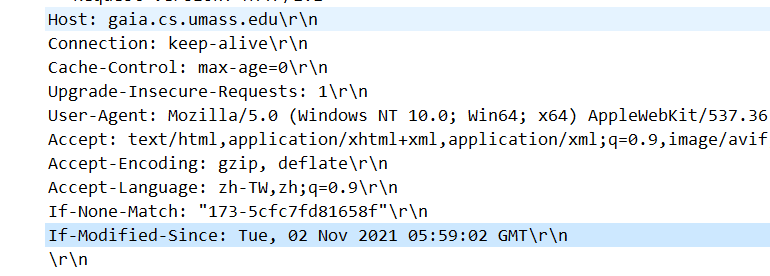 Host: gaia.cs.umass.edu\r\n
Connection: keep-alive\r\n
Cache-Control: max-age=0\r\n
Upgrade-Insecure-Requests: 1\r\n
User-Agent: Mozilla/5.0 (Windows NT 10.0; Win64; x64) AppleWebKit/537.36
Accept: text/html,application/xhtml+xml,application/xml;q=0.9,image/avif
Accept-Encoding: gzip, deflate\r\n
Accept-Language: zh-TW,zh;q=0.9\r\n
If-None-Match: "173-5cfc7fd81658f"\r\n
If-Modified-Since: Tue, 02 Nov 2021 05:59:02 GMT\r\n
\r\n